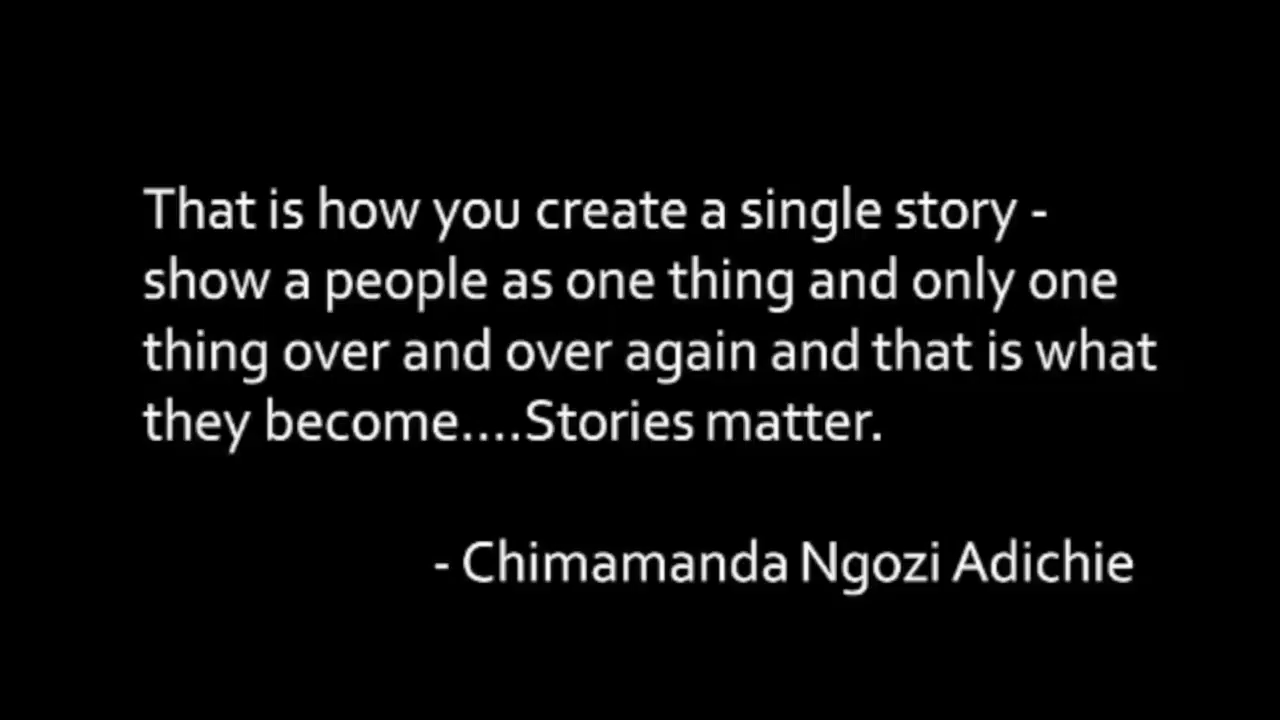 That is how you create a single story -
show a people as one thing and only one
thing over and over again and that is what
they become....Stories matter.
- Chimamanda Ngozi Adichie